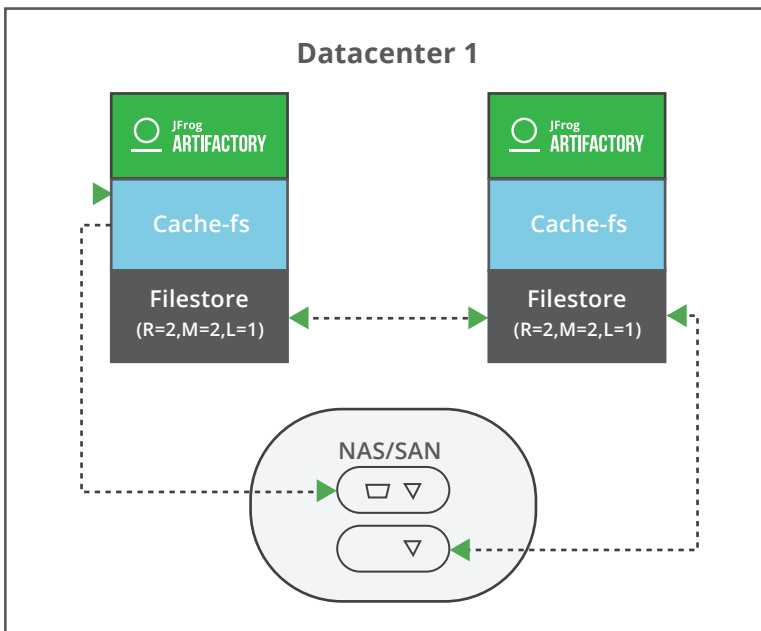 Datacenter 1
JFrog
ARTIFACTORY
Cache-fs
Filestore
(R=2,M=2,L=1)
JFrog
ARTIFACTORY
Cache-fs
Filestore
(R=2,M=2,L=1)
NAS/SAN